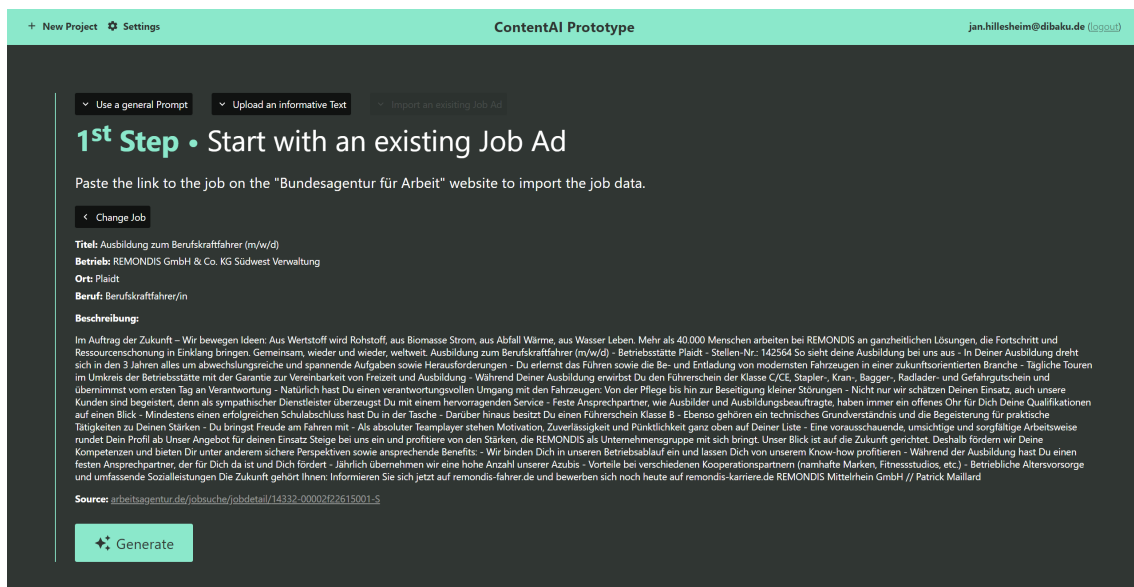 + New Project Settings ContentAI Prototype jan.hillesheim@dibaku.de (logout)
Use a general Prompt Upload an informative Text Import an exisiting Job Ad
1st Step • Start with an existing Job Ad
Paste the link to the job on the "Bundesagentur für Arbeit" website to import the job data.
Change Job
Titel: Ausbildung zum Berufskraftfahrer (m/w/d)
Betrieb: REMONDIS GmbH & Co. KG Südwest Verwaltung
Ort: Plaidt
Beruf: Berufskraftfahrer/in
Beschreibung:
Im Auftrag der Zukunft – Wir bewegen Ideen: Aus Wertstoff wird Rohstoff, aus Biomasse Strom, aus Abfall Wärme, aus Wasser Leben. Mehr als 40.000 Menschen arbeiten bei REMONDIS an ganzheitlichen Lösungen, die Fortschritt und
Ressourcenschonung in Einklang bringen. Gemeinsam, wieder und wieder, weltweit. Ausbildung zum Berufskraftfahrer (m/w/d) - Betriebsstätte Plaidt - Stellen-Nr.: 142564 So sieht deine Ausbildung bei uns aus - In Deiner Ausbildung dreht
sich in den 3 Jahren alles um abwechslungsreiche und spannende Aufgaben sowie Herausforderungen - Du erlernst das Führen sowie die Be- und Entladung von modernsten Fahrzeugen in einer zukunftsorientierten Branche - Tägliche Touren
im Umkreis der Betriebsstätte mit der Garantie zur Vereinbarkeit von Freizeit und Ausbildung - Während Deiner Ausbildung erwirbst Du den Führerschein der Klasse C/CE, Stapler-, Kran-, Bagger-, Radlader- und Gefahrgutschein und
übernimmst vom ersten Tag an Verantwortung - Natürlich hast Du einen verantwortungsvollen Umgang mit den Fahrzeugen: Von der Pflege bis hin zur Beseitigung kleiner Störungen - Nicht nur wir schätzen Deinen Einsatz, auch unsere
Kunden sind begeistert, denn als sympathischer Dienstleister überzeugst Du mit einem hervorragenden Service - Feste Ansprechpartner, wie Ausbilder und Ausbildungsbeauftragte, haben immer ein offenes Ohr für Dich Deine Qualifikationen
auf einen Blick - Mindestens einen erfolgreichen Schulabschluss hast Du in der Tasche - Darüber hinaus besitzt Du einen Führerschein Klasse B - Ebenso gehören ein technisches Grundverständnis und die Begeisterung für praktische
Tätigkeiten zu Deinen Stärken - Du bringst Freude am Fahren mit - Als absoluter Teamplayer stehen Motivation, Zuverlässigkeit und Pünktlichkeit ganz oben auf Deiner Liste - Eine vorausschauende, umsichtige und sorgfältige Arbeitsweise
rundet Dein Profil ab Unser Angebot für deinen Einsatz Steige bei uns ein und profitiere von den Stärken, die REMONDIS als Unternehmensgruppe mit sich bringt. Unser Blick ist auf die Zukunft gerichtet. Deshalb fördern wir Deine
Kompetenzen und bieten Dir unter anderem sichere Perspektiven sowie ansprechende Benefits: - Wir binden Dich in unseren Betriebsablauf ein und lassen Dich von unserem Know-how profitieren - Während der Ausbildung hast Du einen
festen Ansprechpartner, der für Dich da ist und Dich fördert - Jährlich übernehmen wir eine hohe Anzahl unserer Azubis - Vorteile bei verschiedenen Kooperationspartnern (namhafte Marken, Fitnessstudios, etc.) - Betriebliche Altersvorsorge
und umfassende Sozialleistungen Die Zukunft gehört Ihnen: Informieren Sie sich jetzt auf remondis-fahrer.de und bewerben sich noch heute auf remondis-karriere.de REMONDIS Mittelrhein GmbH // Patrick Maillard
Source: arbeitsagentur.de/jobsuche/jobdetail/14332-00002f22615001-S
Generate